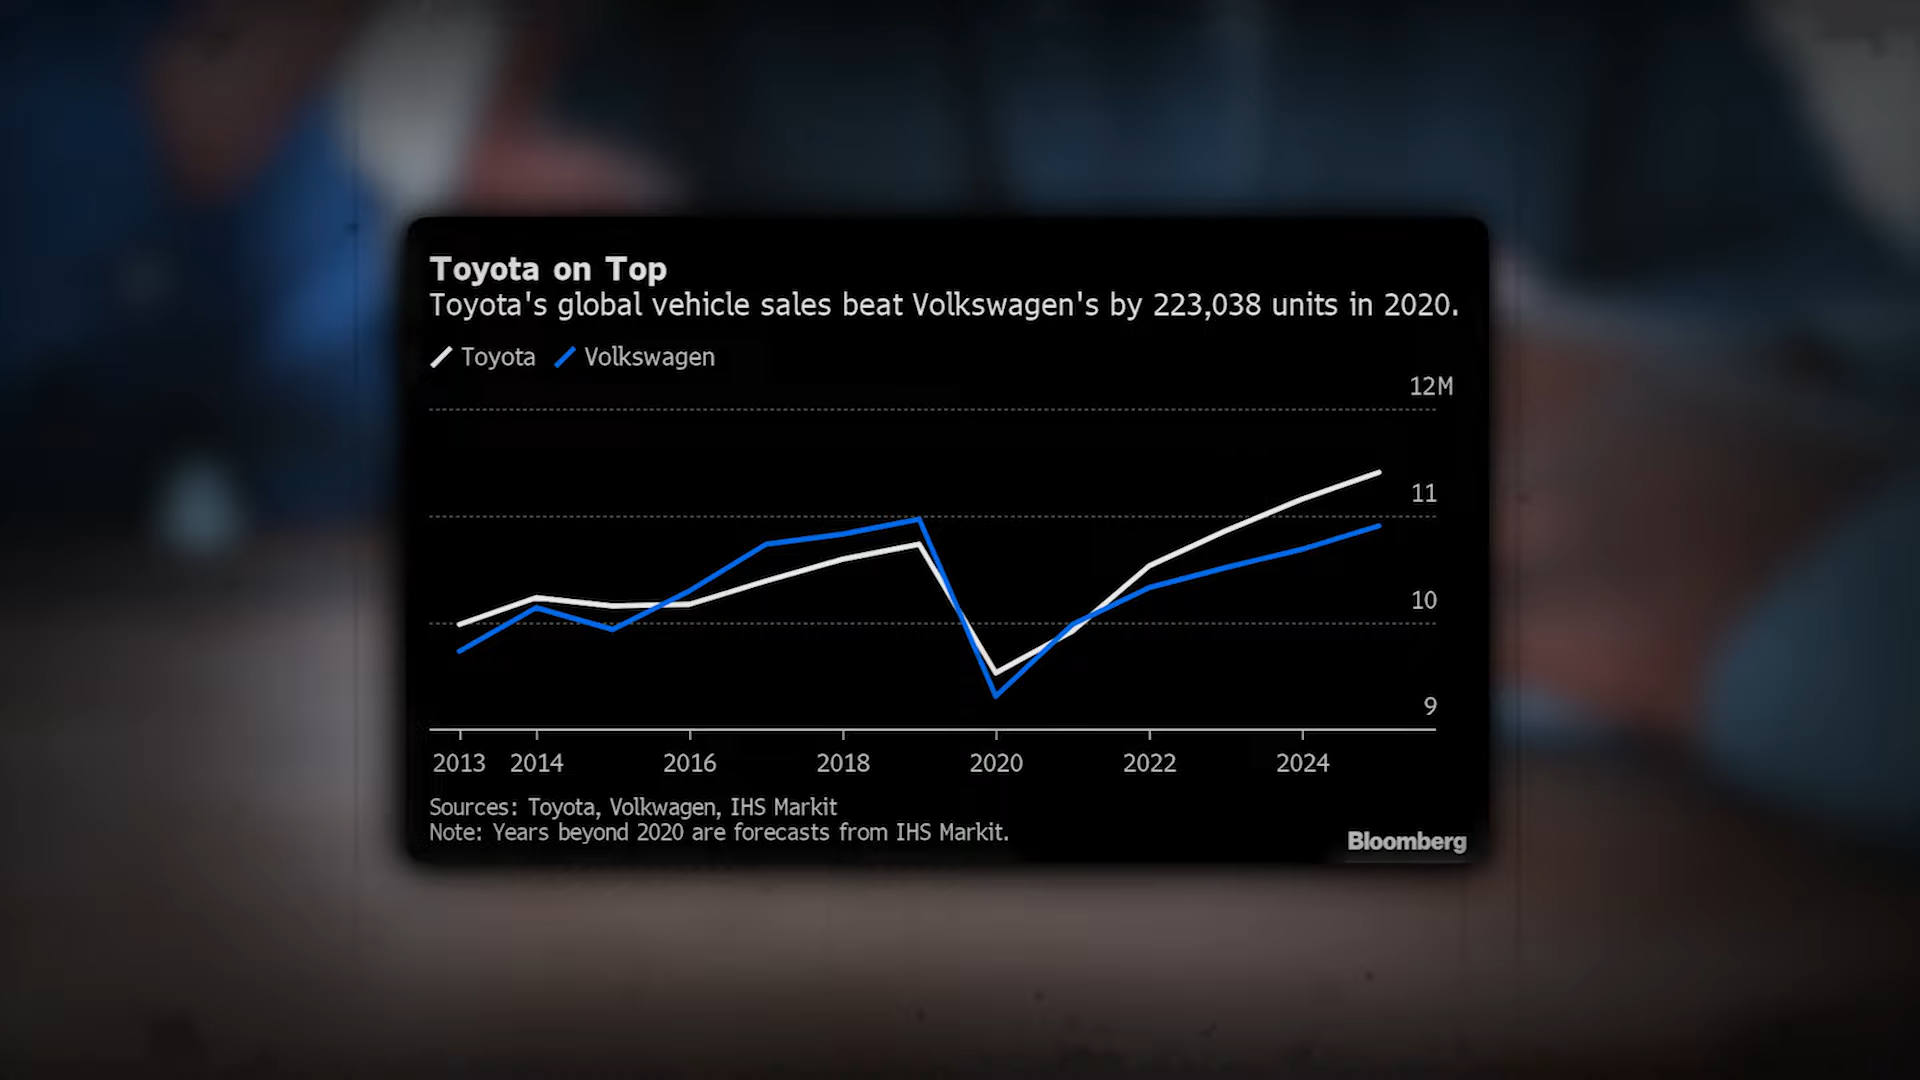 Toyota on Top
Toyota's global vehicle sales beat Volkswagen's by 223,038 units in 2020.
Toyota Volkswagen
12M
11
10
9
2013 2014 2016 2018 2020 2022 2024
Sources: Toyota, Volkwagen, IHS Markit
Note: Years beyond 2020 are forecasts from IHS Markit.
Bloomberg